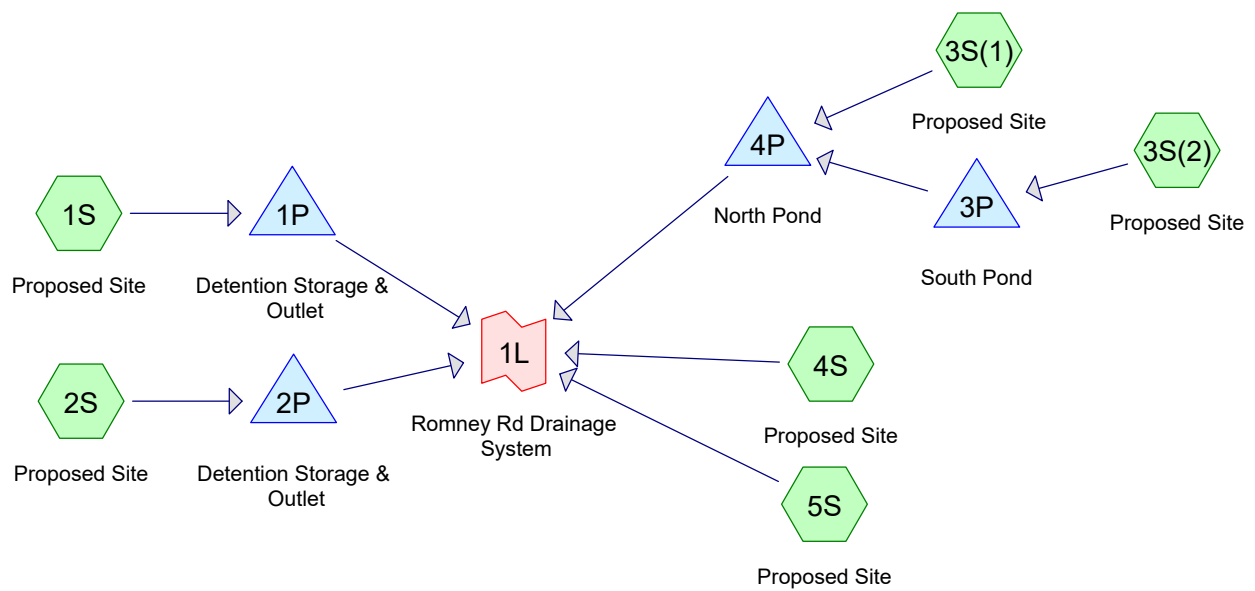 3S(1)
Proposed Site
4P
North Pond
3S(2)
Proposed Site
3P
South Pond
1S
Proposed Site
1P
Detention Storage &
Outlet
1L
Romney Rd Drainage
System
2S
Proposed Site
2P
Detention Storage &
Outlet
4S
Proposed Site
5S
Proposed Site